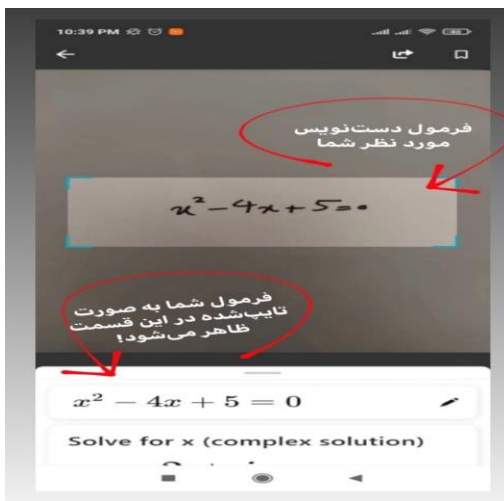 10:39 PM
فرمول دست‌نویس
مورد نظر شما
x² - 4x + 5 = 0
فرمول شما به صورت
تایپ‌شده در این قسمت
ظاهر می‌شود!
x² − 4x + 5 = 0
Solve for x (complex solution)